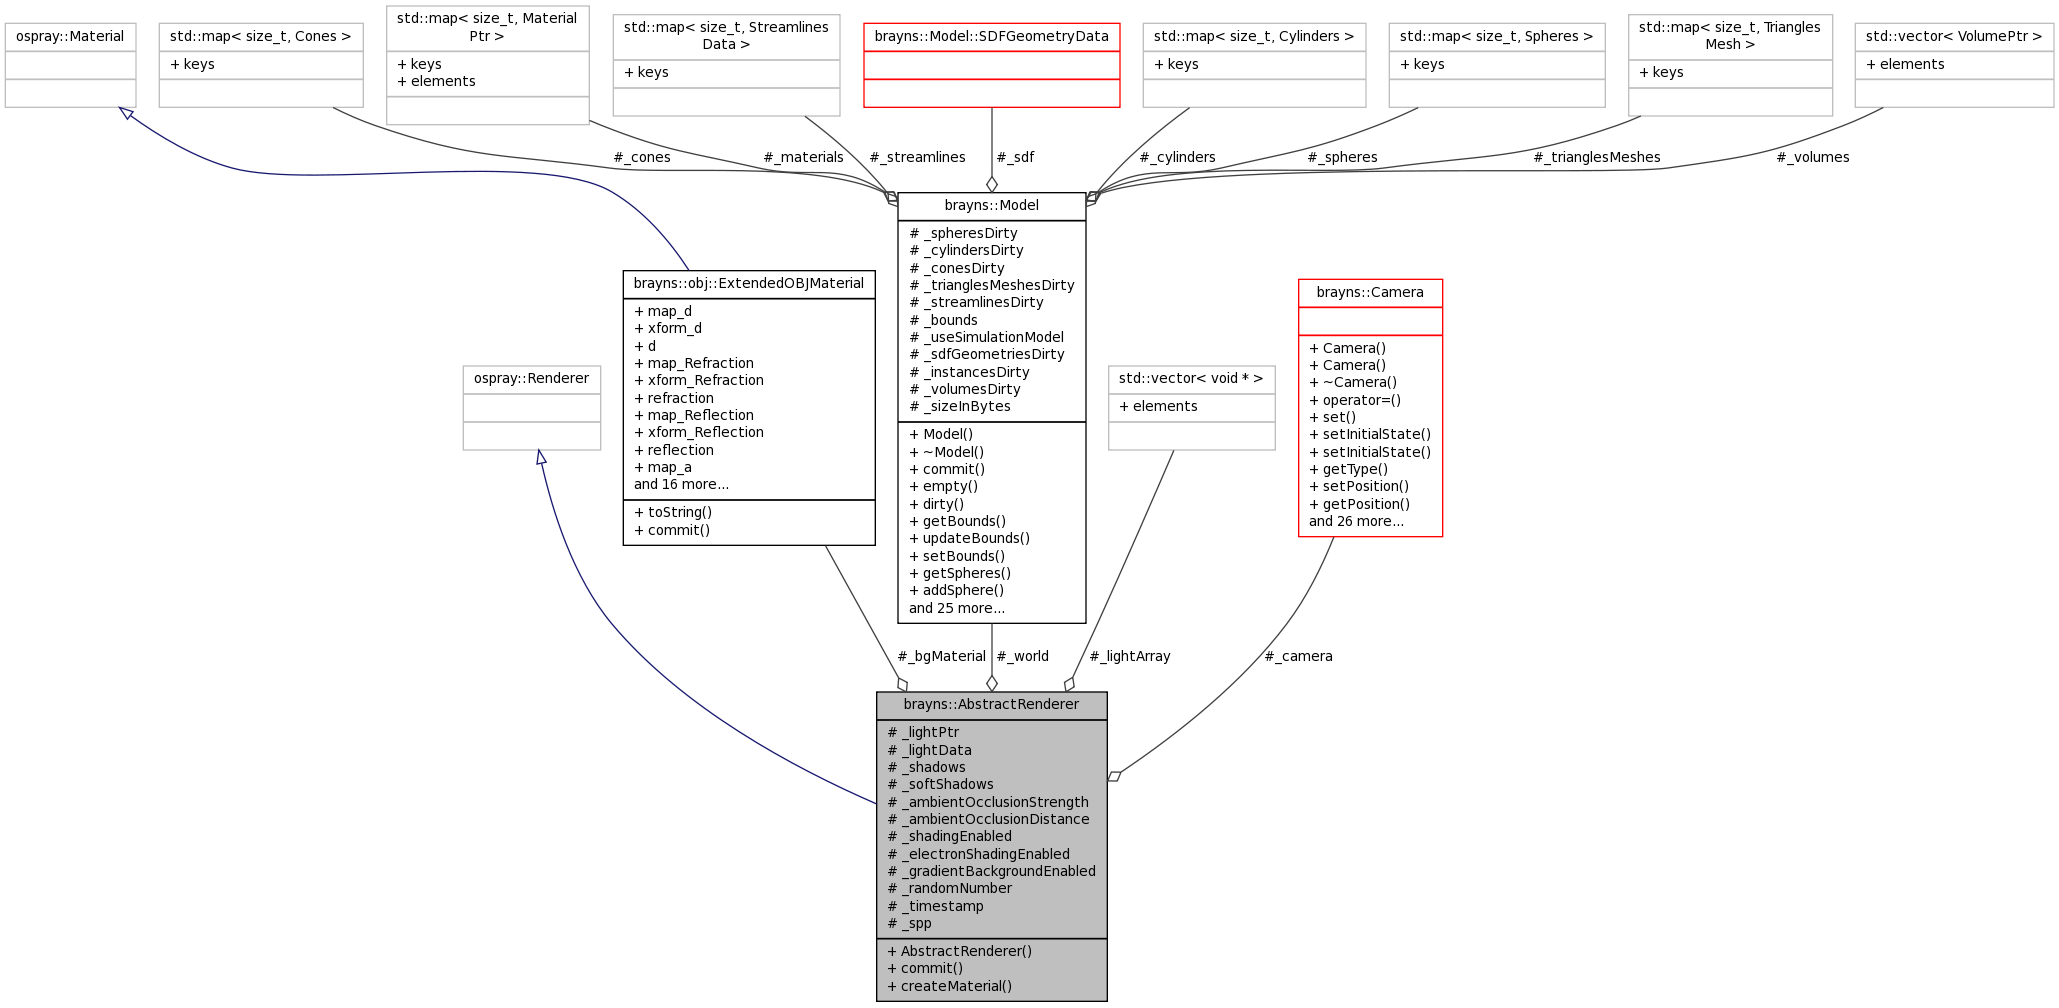 ospray::Material
std::map< size_t, Cones >
+ keys
std::map< size_t, Material
Ptr >
+ keys
+ elements
std::map< size_t, Streamlines
Data >
+ keys
brayns::Model::SDFGeometryData
std::map< size_t, Cylinders >
+ keys
std::map< size_t, Spheres >
+ keys
std::map< size_t, Triangles
Mesh >
+ keys
std::vector< VolumePtr >
+ elements
#_cones
#_materials
#_streamlines
#_sdf
#_cylinders
#_spheres
#_trianglesMeshes
#_volumes
brayns::Model
# _spheresDirty
# _cylindersDirty
# _conesDirty
# _trianglesMeshesDirty
# _streamlinesDirty
# _bounds
# _useSimulationModel
# _sdfGeometriesDirty
# _instancesDirty
# _volumesDirty
# _sizeInBytes
+ Model()
+ ~Model()
+ commit()
+ empty()
+ dirty()
+ getBounds()
+ updateBounds()
+ setBounds()
+ getSpheres()
+ addSphere()
and 25 more...
brayns::obj::ExtendedOBJMaterial
+ map_d
+ xform_d
+ d
+ map_Refraction
+ xform_Refraction
+ refraction
+ map_Reflection
+ xform_Reflection
+ reflection
+ map_a
and 16 more...
+ toString()
+ commit()
brayns::Camera
+ Camera()
+ Camera()
+ ~Camera()
+ operator=()
+ set()
+ setInitialState()
+ setInitialState()
+ getType()
+ setPosition()
+ getPosition()
and 26 more...
ospray::Renderer
std::vector< void * >
+ elements
#_bgMaterial
#_world
#_lightArray
#_camera
brayns::AbstractRenderer
# _lightPtr
# _lightData
# _shadows
# _softShadows
# _ambientOcclusionStrength
# _ambientOcclusionDistance
# _shadingEnabled
# _electronShadingEnabled
# _gradientBackgroundEnabled
# _randomNumber
# _timestamp
# _spp
+ AbstractRenderer()
+ commit()
+ createMaterial()